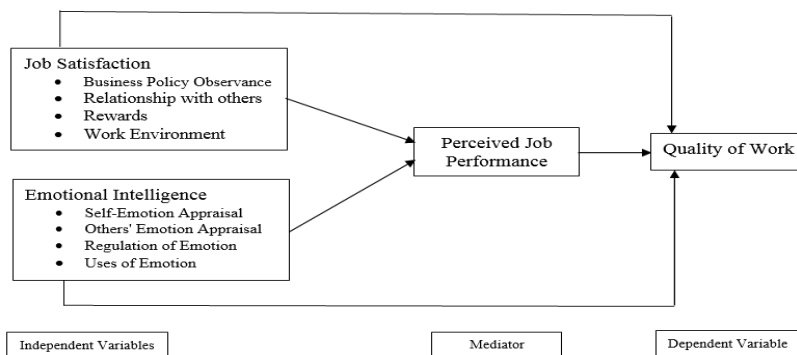 Job Satisfaction
• Business Policy Observance
• Relationship with others
• Rewards
• Work Environment
Perceived Job
Performance
Quality of Work
Emotional Intelligence
• Self-Emotion Appraisal
• Others' Emotion Appraisal
• Regulation of Emotion
• Uses of Emotion
Independent Variables
Mediator
Dependent Variable